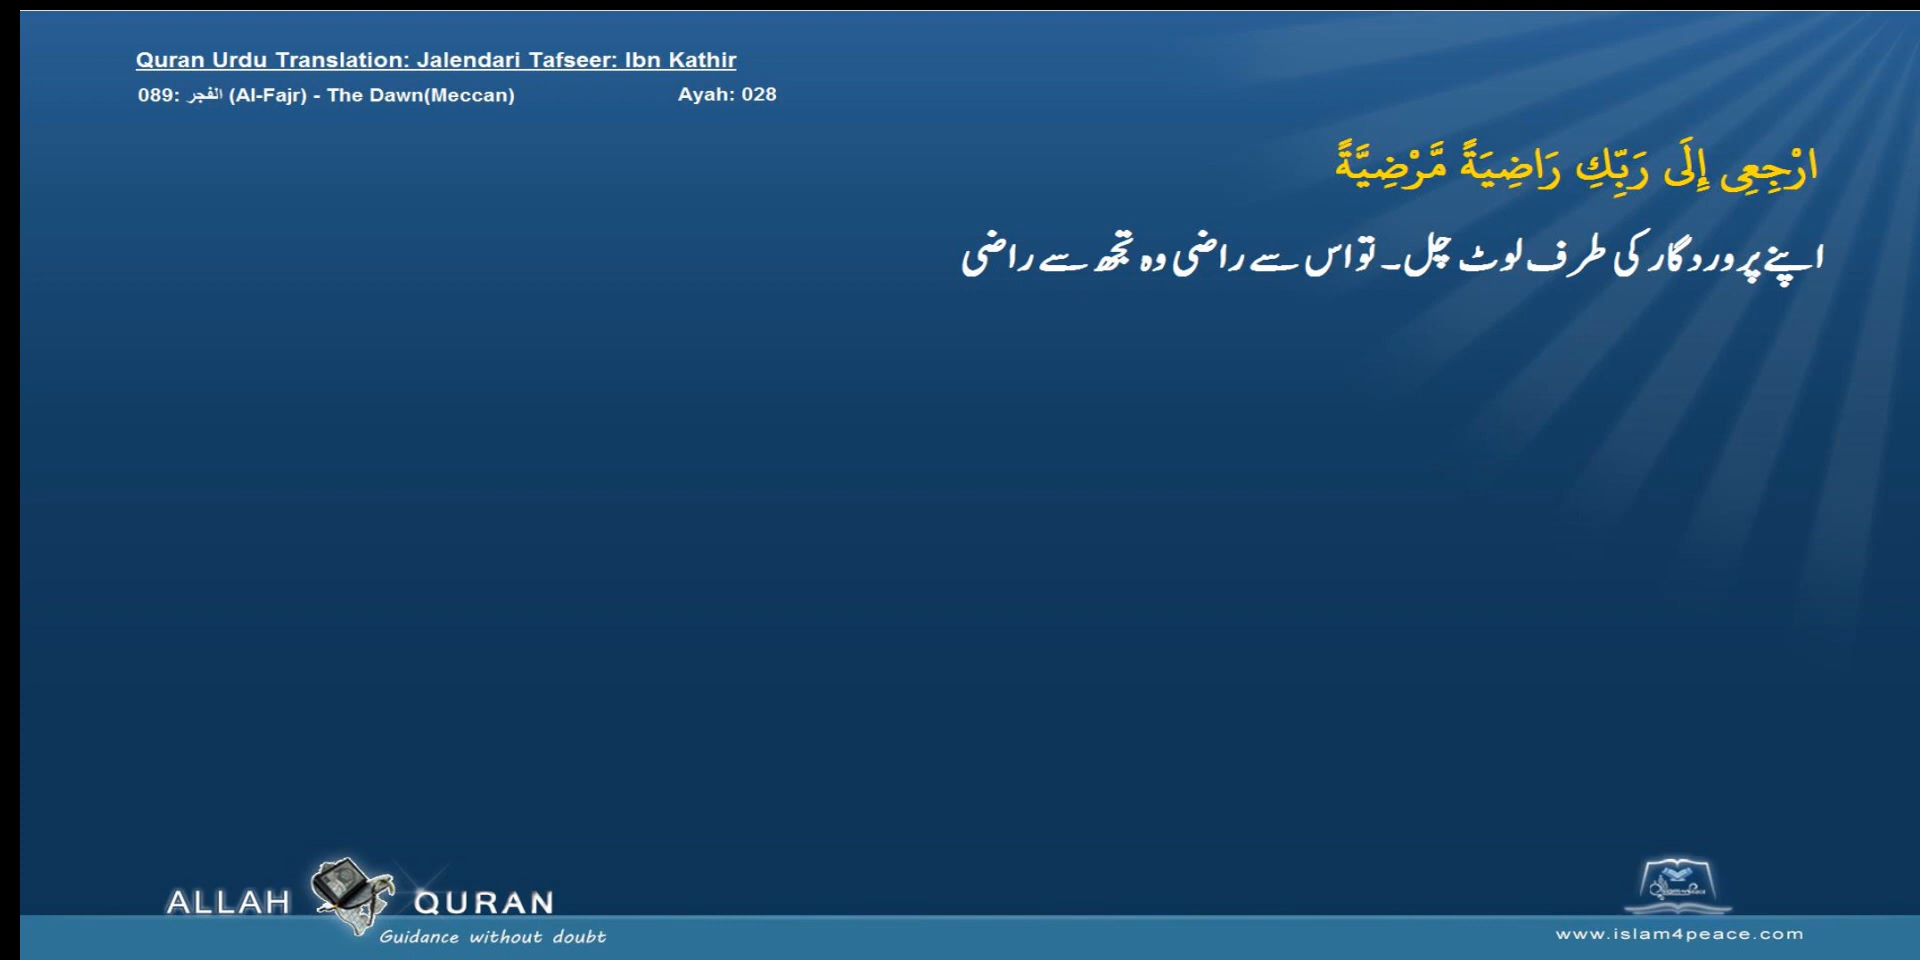 Quran Urdu Translation: Jalendari Tafseer: Ibn Kathir
089: الفجر (Al-Fajr) - The Dawn(Meccan) Ayah: 028
ارْجِعِى إِلَى رَبِّكِ رَاضِيَةً مَّرْضِيَّةً
اپنے پروردگار کی طرف لوٹ چل۔ تو اس سے راضی وہ تجھ سے راضی
ALLAH QURAN
Guidance without doubt
www.islam4peace.com